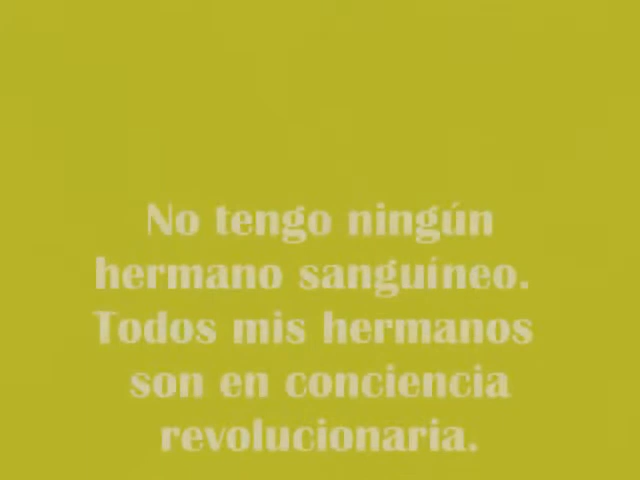 No tengo ningún
hermano sanguíneo.
Todos mis hermanos
son en conciencia
revolucionaria.